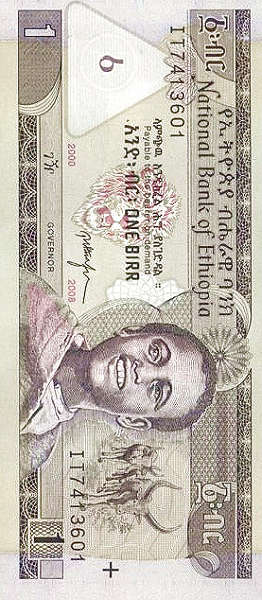 የኢትዮጵያ ብሔራዊ ባንክ
National Bank of Ethiopia
፩ ብር
1
፩
IT7413601
Payable to the bearer on demand
አንድ ብር ONE BIRR
2000
2008
ገዥ
GOVERNOR
IT7413601
፩ ብር
1